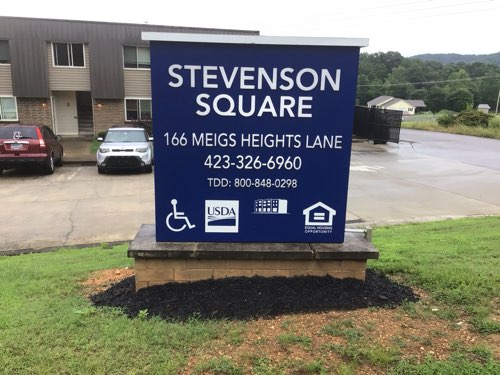 STEVENSON
SQUARE
166 MEIGS HEIGHTS LANE
423-326-6960
TDD: 800-848-0298
USDA
EQUAL HOUSING
OPPORTUNITY